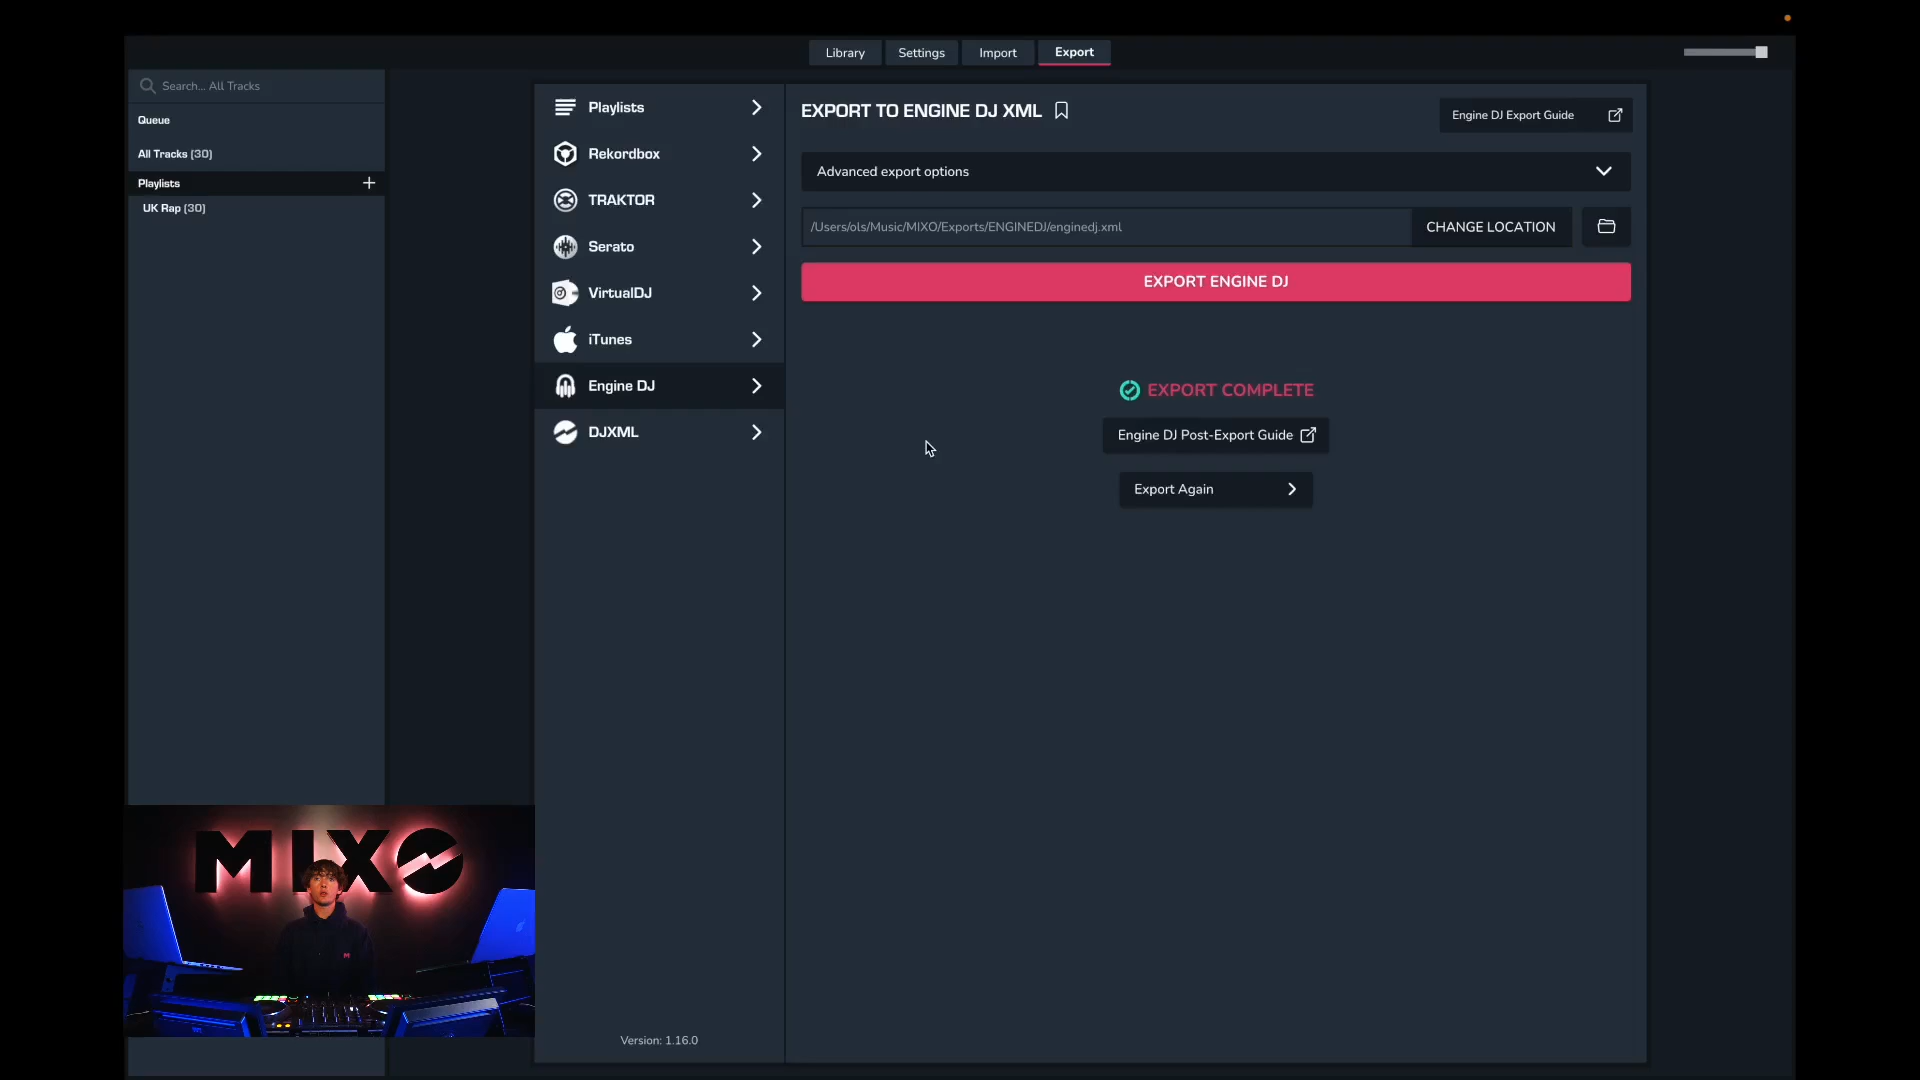 Library
Settings
Import
Export
Search... All Tracks
Queue
All Tracks (30)
Playlists
UK Rap (30)
Playlists
Rekordbox
TRAKTOR
Serato
VirtualDJ
iTunes
Engine DJ
DJXML
Version: 1.16.0
EXPORT TO ENGINE DJ XML
Engine DJ Export Guide
Advanced export options
/Users/ols/Music/MIXO/Exports/ENGINEDJ/enginedj.xml
CHANGE LOCATION
EXPORT ENGINE DJ
EXPORT COMPLETE
Engine DJ Post-Export Guide
Export Again
MIXO